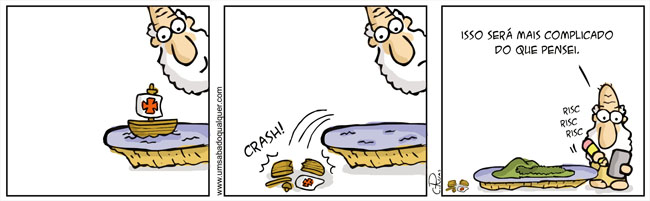 www.umsabadoqualquer.com
CRASH!
ISSO SERÁ MAIS COMPLICADO
DO QUE PENSEI.
RISC
RISC
RISC